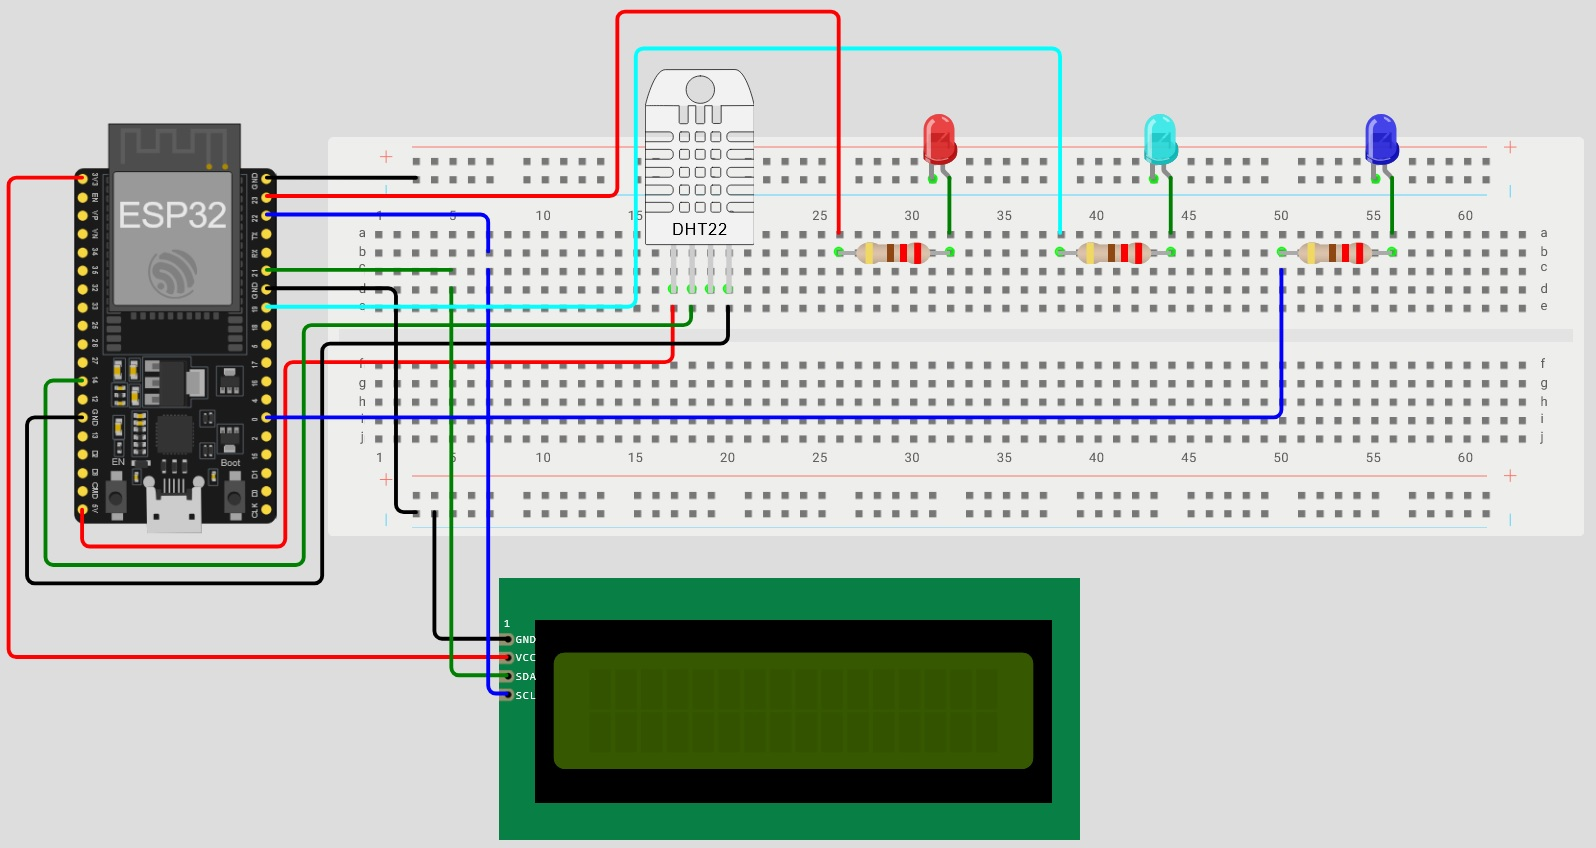 ESP32
3V3
EN
VP
VN
34
35
32
33
25
26
27
14
12
GND
13
D2
D3
CMD
5V
GND
23
22
TX
RX
21
GND
19
18
5
17
16
4
0
2
15
D1
D0
CLK
EN
Boot
DHT22
1 5 10 15 25 30 35 40 45 50 55 60
a a
b b
c c
d d
e e
f f
g g
h h
i i
j j
1 5 10 15 20 25 30 35 40 45 50 55 60
1
GND
VCC
SDA
SCL